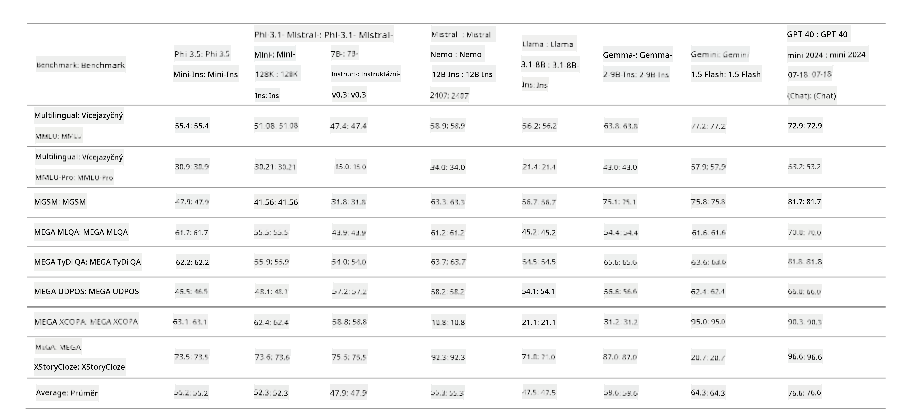 Benchmark: Benchmark
Phi 3.5: Phi 3.5
Mini-Ins: Mini-Ins
Phi-3.1- Mistral-: Phi-3.1- Mistral-
Mini-: Mini- 7B-: 7B-
128K : 128K
Ins: Ins v0.3: v0.3
Mistral : Mistral
Nemo : Nemo
12B Ins : 12B Ins
2407: 2407
Llama : Llama
3.1 8B : 3.1 8B
Ins: Ins
Gemma-: Gemma-
2 9B Ins: 2 9B Ins
Gemini: Gemini
1.5 Flash: 1.5 Flash
GPT 40 : GPT 40
mini 2024 : mini 2024
07-18: 07-18
(Chat): (Chat)
Multilingual: Vícejazyčný
MMLU: MMLU
55.4: 55.4 51.08: 51.08 47.4: 47.4 58.9: 58.9 56.2: 56.2 63.8: 63.8 77.2: 77.2 72.9: 72.9
Multilingual: Vícejazyčný
MMLU-Pro: MMLU-Pro
30.9: 30.9 30.21: 30.21 15.0: 15.0 34.0: 34.0 21.4: 21.4 43.0: 43.0 57.9: 57.9 53.2: 53.2
MGSM: MGSM 47.9: 47.9 41.56: 41.56 31.8: 31.8 63.3: 63.3 56.7: 56.7 75.1: 75.1 75.8: 75.8 81.7: 81.7
MEGA MLQA: MEGA MLQA 61.7: 61.7 55.5: 55.5 43.9: 43.9 61.2: 61.2 45.2: 45.2 54.4: 54.4 61.6: 61.6 70.0: 70.0
MEGA TyDi QA: MEGA TyDi QA 62.2: 62.2 55.9: 55.9 54.0: 54.0 63.7: 63.7 54.5: 54.5 65.6: 65.6 63.6: 63.6 81.8: 81.8
MEGA UDPOS: MEGA UDPOS 46.5: 46.5 48.1: 48.1 57.2: 57.2 58.2: 58.2 54.1: 54.1 56.6: 56.6 62.4: 62.4 66.0: 66.0
MEGA XCOPA: MEGA XCOPA 63.1: 63.1 62.4: 62.4 58.8: 58.8 10.8: 10.8 21.1: 21.1 31.2: 31.2 95.0: 95.0 90.3: 90.3
MEGA: MEGA
XStoryCloze: XStoryCloze
73.5: 73.5 73.6: 73.6 75.5: 75.5 92.3: 92.3 71.8: 71.0 87.0: 87.0 20.7: 20.7 96.6: 96.6
Average: Průměr 55.2: 55.2 52.3: 52.3 47.9: 47.9 55.3: 55.3 47.5: 47.5 59.6: 59.6 64.3: 64.3 76.6: 76.6